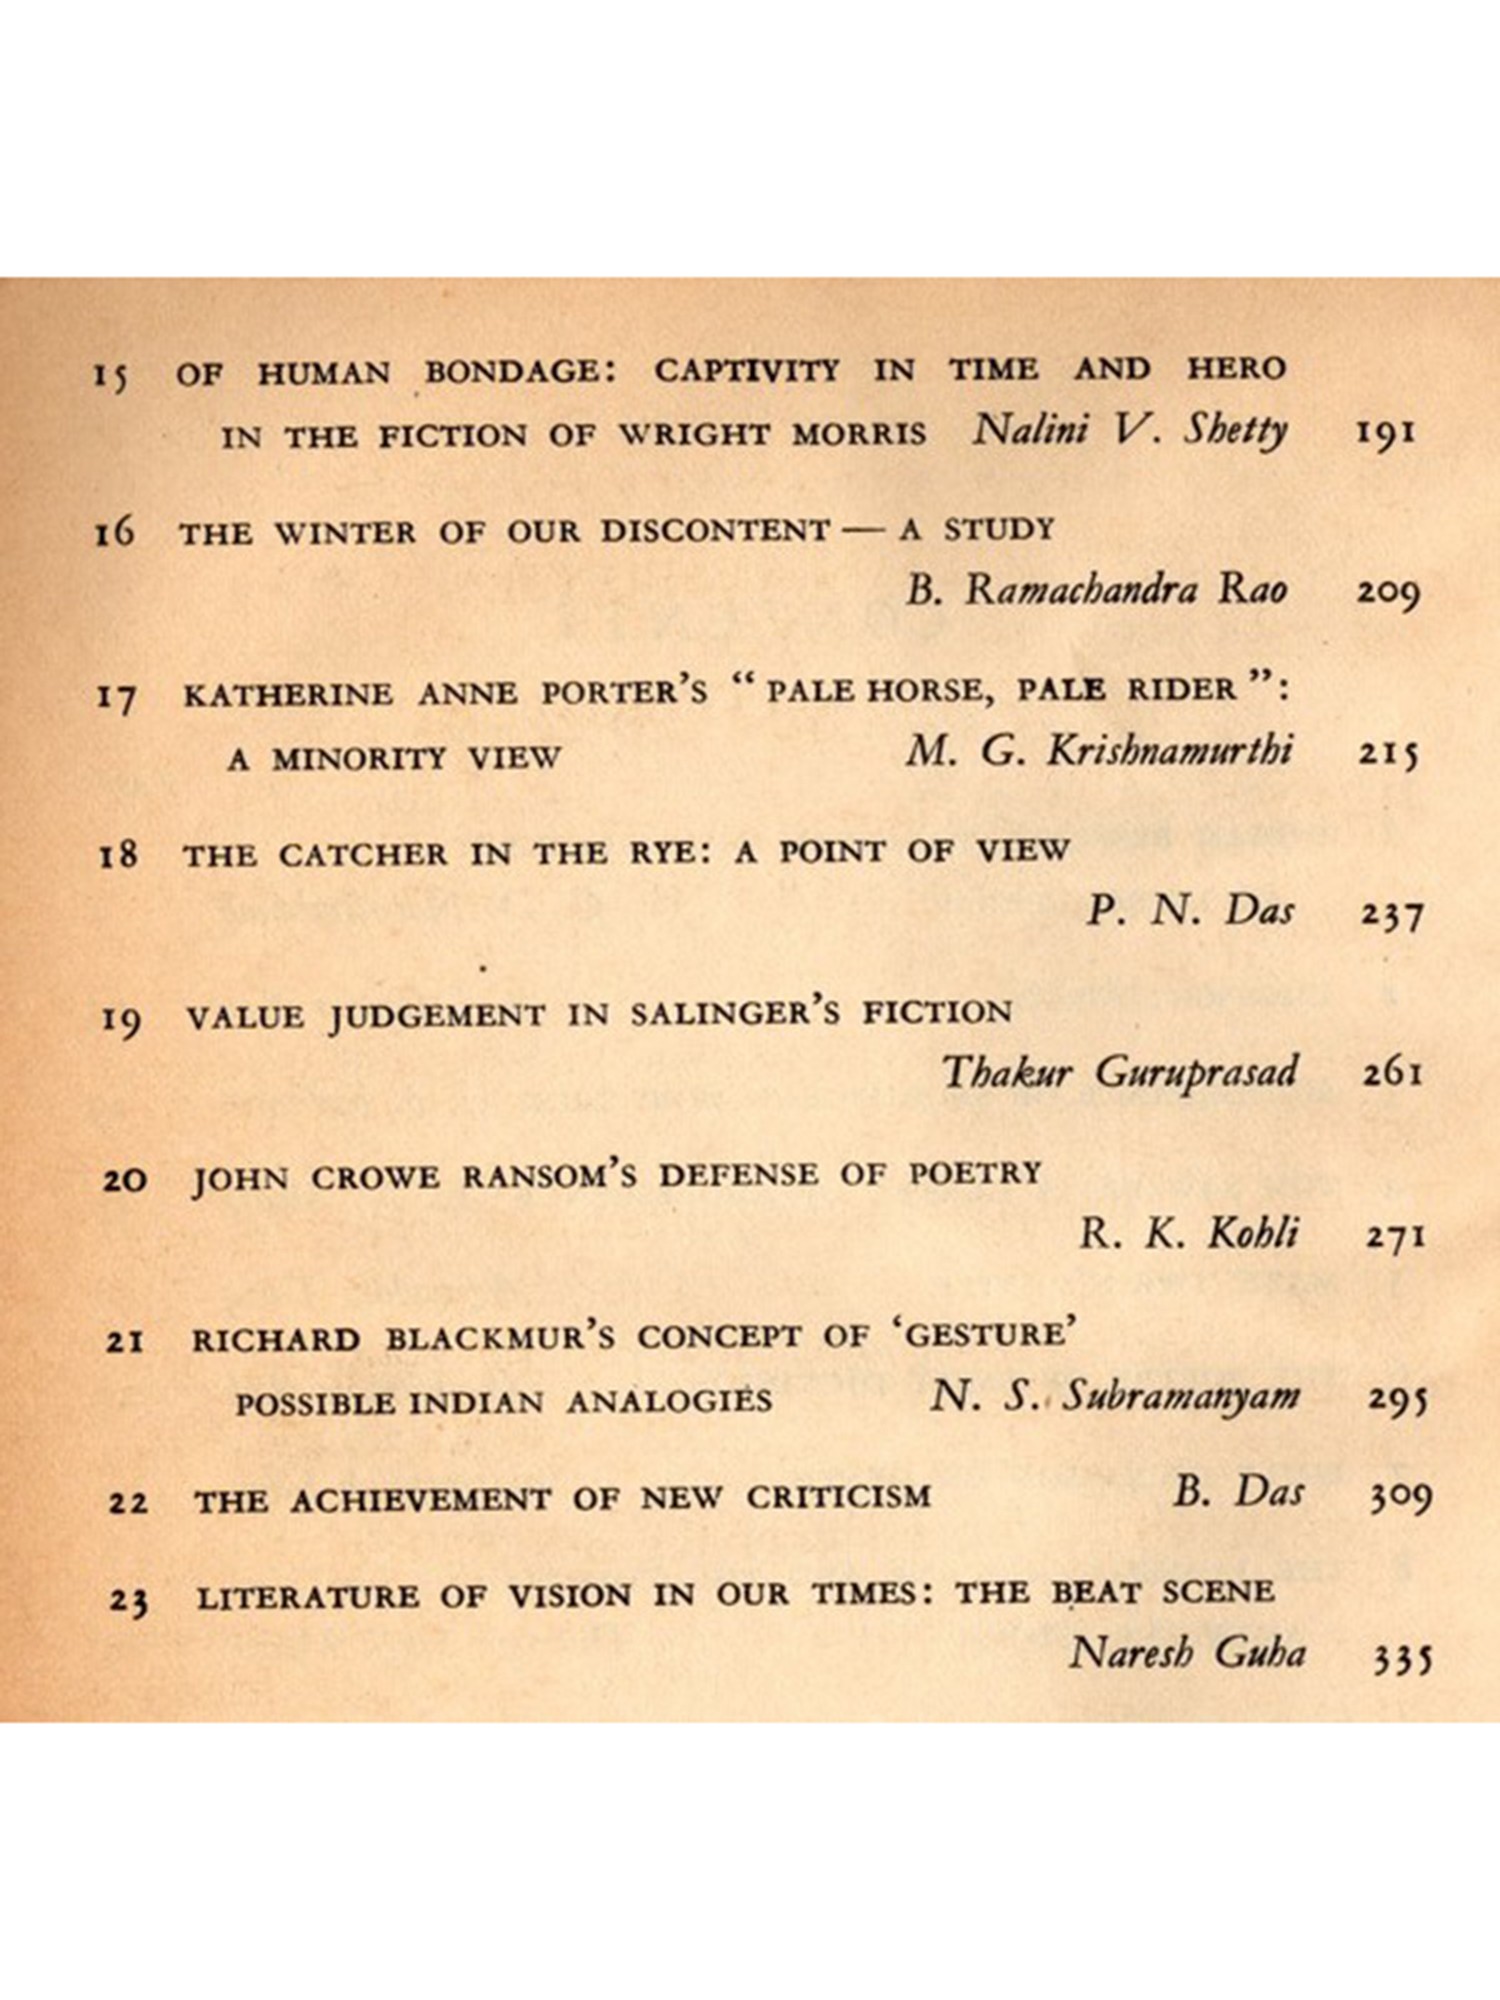 15 OF HUMAN BONDAGE: CAPTIVITY IN TIME AND HERO
IN THE FICTION OF WRIGHT MORRIS Nalini V. Shetty 191
16 THE WINTER OF OUR DISCONTENT — A STUDY
B. Ramachandra Rao 209
17 KATHERINE ANNE PORTER'S “PALE HORSE, PALE RIDER”:
A MINORITY VIEW M. G. Krishnamurthi 215
18 THE CATCHER IN THE RYE: A POINT OF VIEW
P. N. Das 237
19 VALUE JUDGEMENT IN SALINGER'S FICTION
Thakur Guruprasad 261
20 JOHN CROWE RANSOM'S DEFENSE OF POETRY
R. K. Kohli 271
21 RICHARD BLACKMUR'S CONCEPT OF ‘GESTURE’
POSSIBLE INDIAN ANALOGIES N. S. Subramanyam 295
22 THE ACHIEVEMENT OF NEW CRITICISM B. Das 309
23 LITERATURE OF VISION IN OUR TIMES: THE BEAT SCENE
Naresh Guha 335